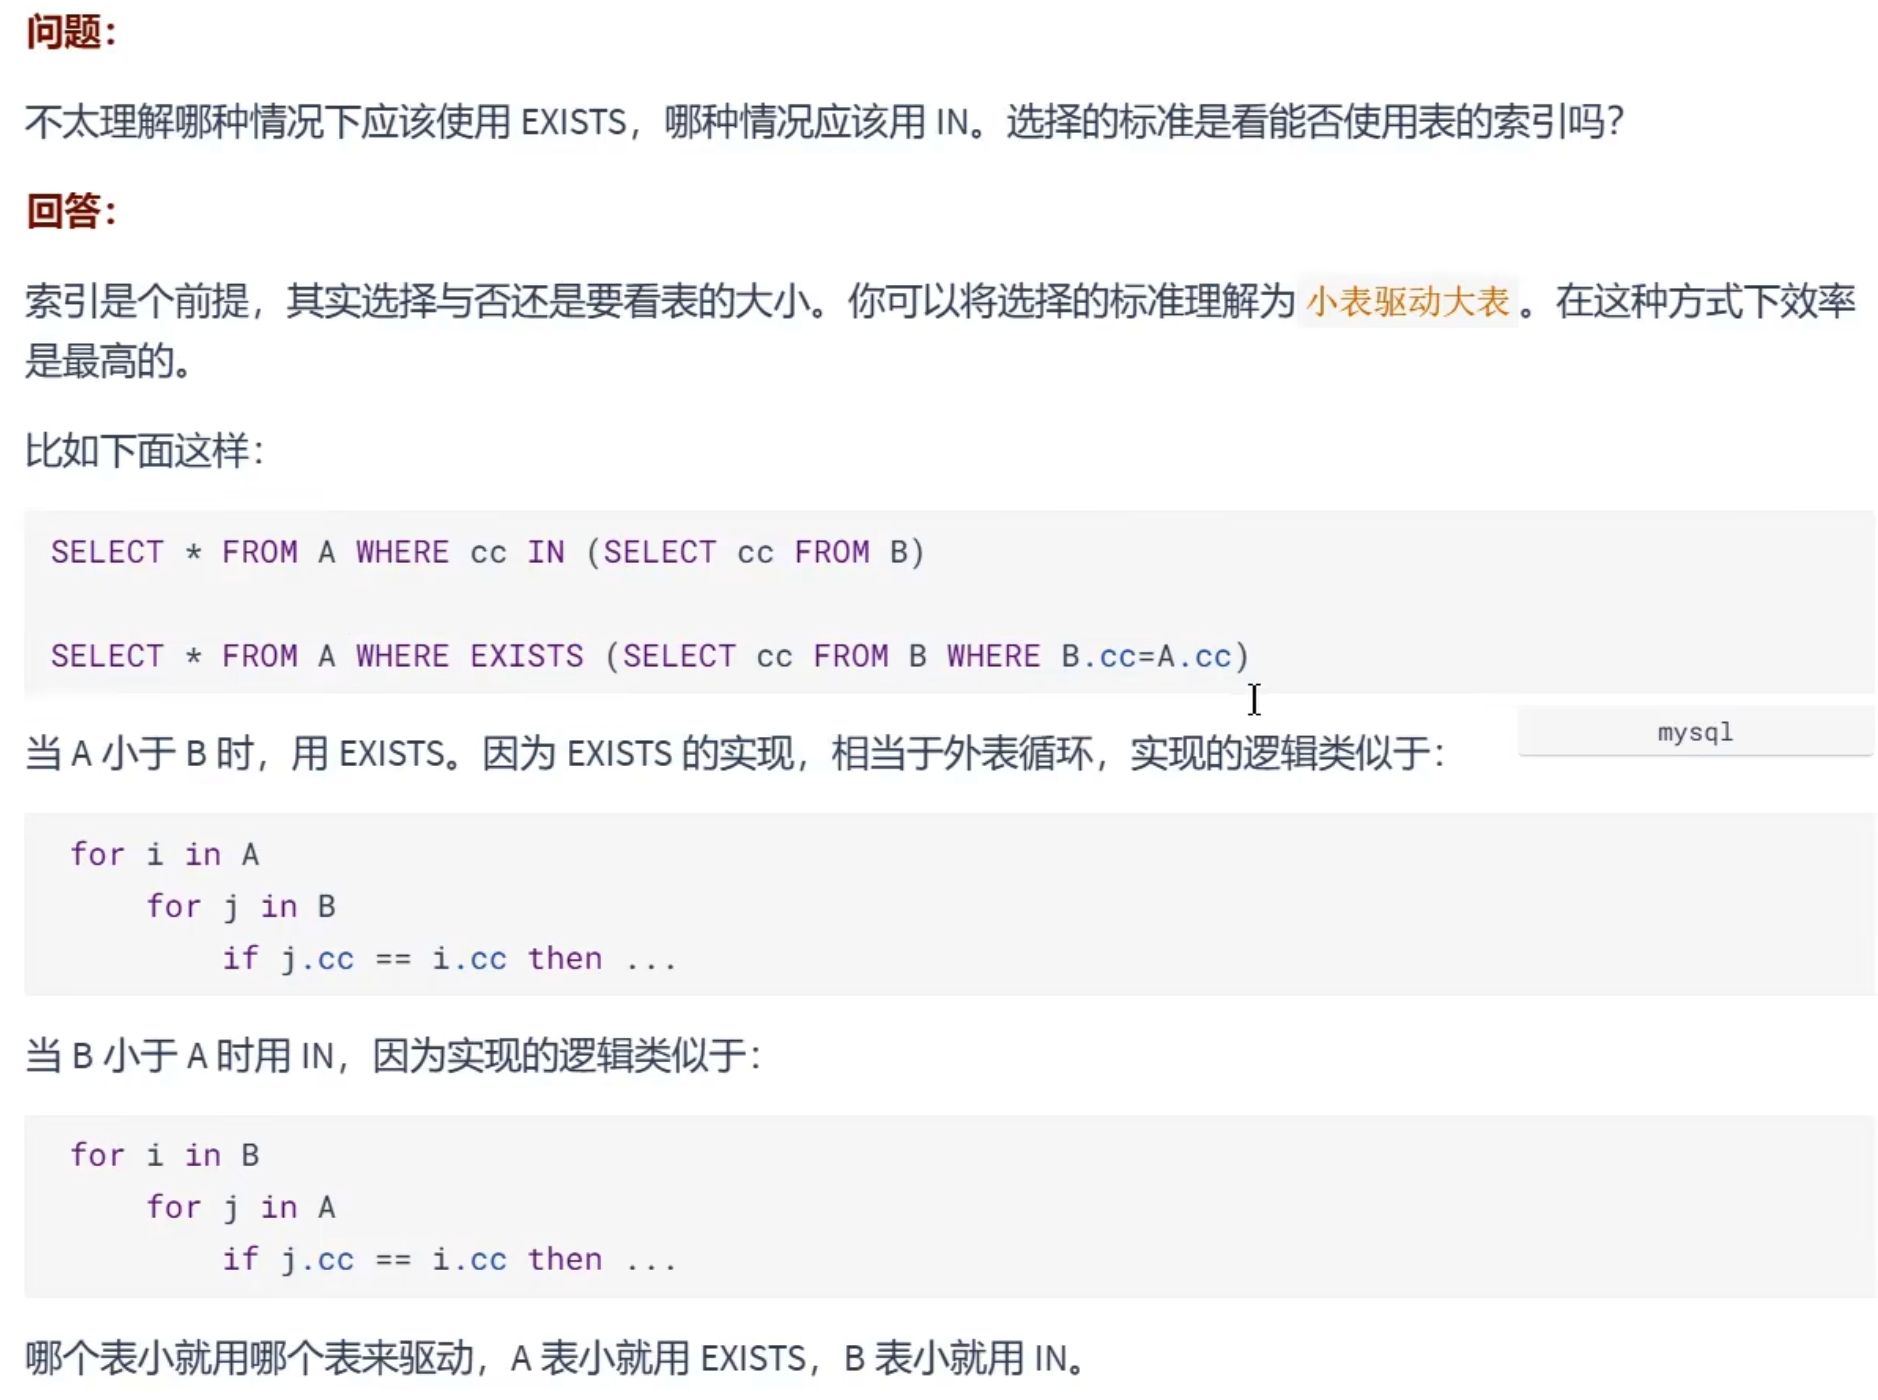 问题：
不太理解哪种情况下应该使用 EXISTS，哪种情况应该用 IN。选择的标准是看能否使用表的索引吗？
回答：
索引是个前提，其实选择与否还是要看表的大小。你可以将选择的标准理解为 小表驱动大表 。在这种方式下效率
是最高的。
比如下面这样：
SELECT * FROM A WHERE cc IN (SELECT cc FROM B)
SELECT * FROM A WHERE EXISTS (SELECT cc FROM B WHERE B.cc=A.cc)
当 A 小于 B 时，用 EXISTS。因为 EXISTS 的实现，相当于外表循环，实现的逻辑类似于：
mysql
for i in A
    for j in B
        if j.cc == i.cc then ...
当 B 小于 A 时用 IN，因为实现的逻辑类似于：
for i in B
    for j in A
        if j.cc == i.cc then ...
哪个表小就用哪个表来驱动，A 表小就用 EXISTS，B 表小就用 IN。